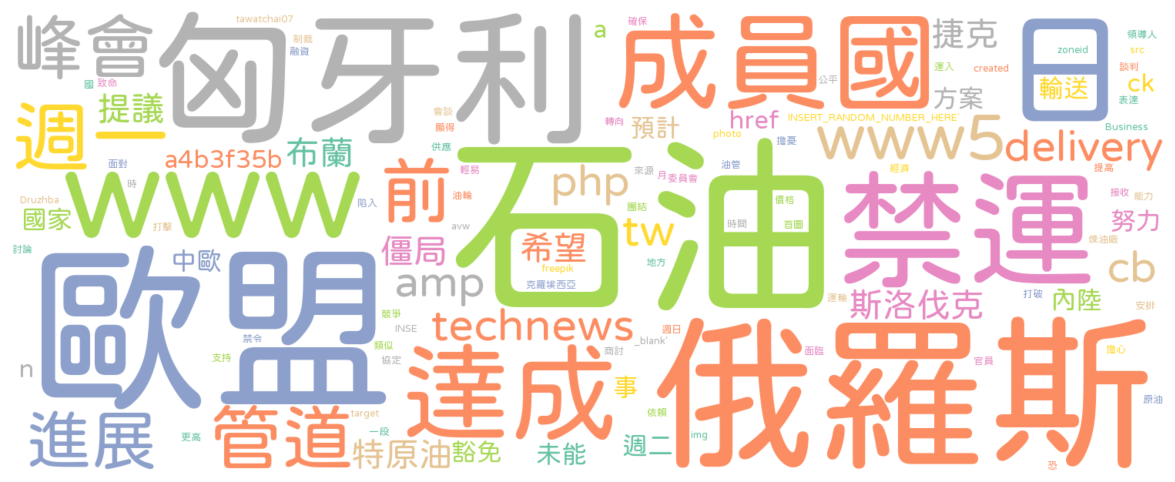 峰會
匈牙利
成員國
日
捷克
領導人
tawatchai07
制裁
融資
a
確保
zoneid
src
談判
國
致命
提議
運入
created
輸送
ck
公平
方案
表達
週一
會談
顯得
供應
轉向
預計
href
INSERT_RANDOM_NUMBER_HERE'
www5
Business
a4b3f35b
布蘭
photo
擔憂
delivery
面對
時
前
輕易
油輪
石油
php
來源
月
委員會
油管
經濟
提高
禁運
接收
能力
Druzhba
國家
www
打擊
陷入
團結
價格
百圖
時間
努力
煉油廠
討論
中歐
僵局
avw
希望
tw
地方
freepik
克羅埃西亞
amp
cb
歐盟
斯洛伐克
內陸
打破
安排
運輸
禁令
競爭
INSE
technews
週日
_blank'
類似
支持
協定
商討
面臨
官員
擔心
n
達成
事
俄羅斯
原油
進展
管道
target
依賴
更高
一段
特原油
豁免
未能
週二
img
恐